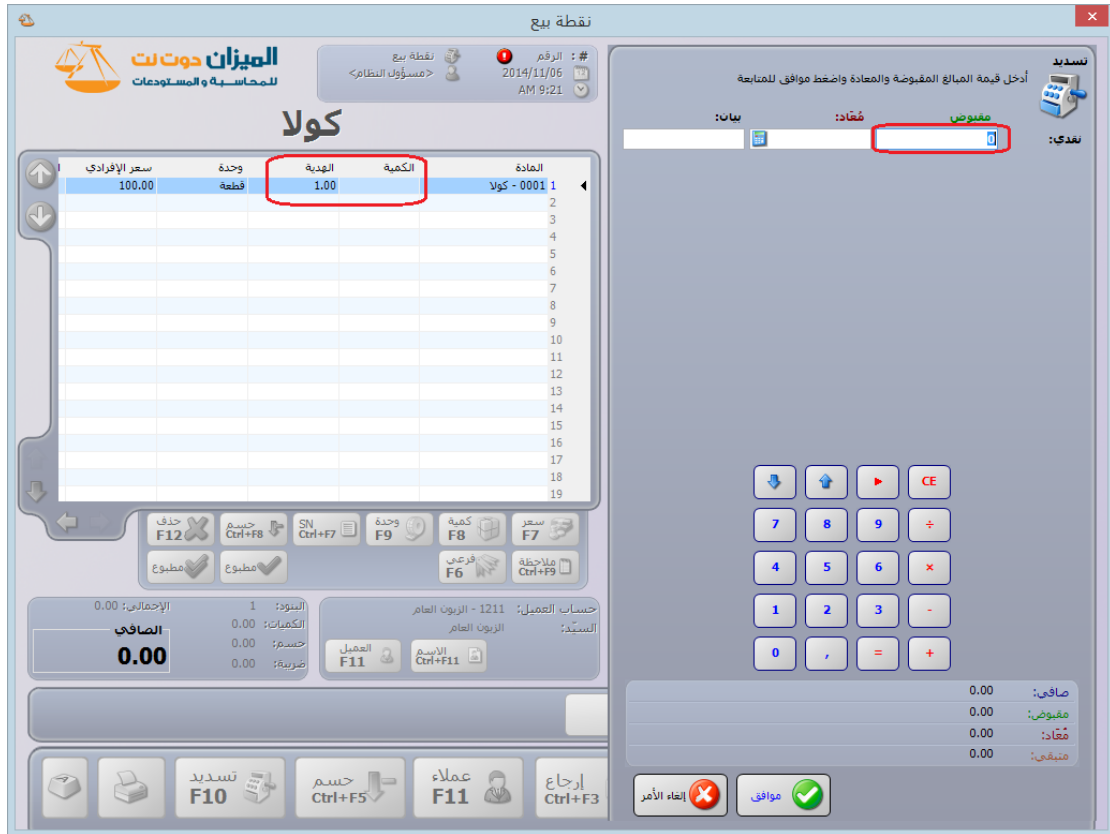 نقطة بيع
تسديد
أدخل قيمة المبالغ المقبوضة والمعادة واضغط موافق للمتابعة
مقبوض مُعَاد: بيان:
نقدي: 0
# : الرقم
2014/11/06
AM 9:21
نقطة بيع
<مسؤول النظام>
الميزان دوت نت
للمحاسبة والمستودعات
كولا
المادة الكمية الهدية وحدة سعر الإفرادي
1 0001 - كولا 1.00 قطعة 100.00
2
3
4
5
6
7
8
9
10
11
12
13
14
15
16
17
18
19
سعر F7
كمية F8
وحدة F9
SN Ctrl+F7
حسم Ctrl+F8
حذف F12
ملاحظة Ctrl+F9
فرعي F6
مطبوع
مطبوع
حساب العميل: 1211 - الزبون العام
السيّد: الزبون العام
الاسم Ctrl+F11
العميل F11
البنود: 1
الكميات: 0.00
حسم: 0.00
ضريبة: 0.00
الإجمالي: 0.00
الصافي
0.00
إرجاع Ctrl+F3
عملاء F11
حسم Ctrl+F5
تسديد F10
CE
7 8 9 ÷
4 5 6 ×
1 2 3 -
0 , = +
صافي: 0.00
مقبوض: 0.00
مُعَاد: 0.00
متبقي: 0.00
موافق
إلغاء الأمر